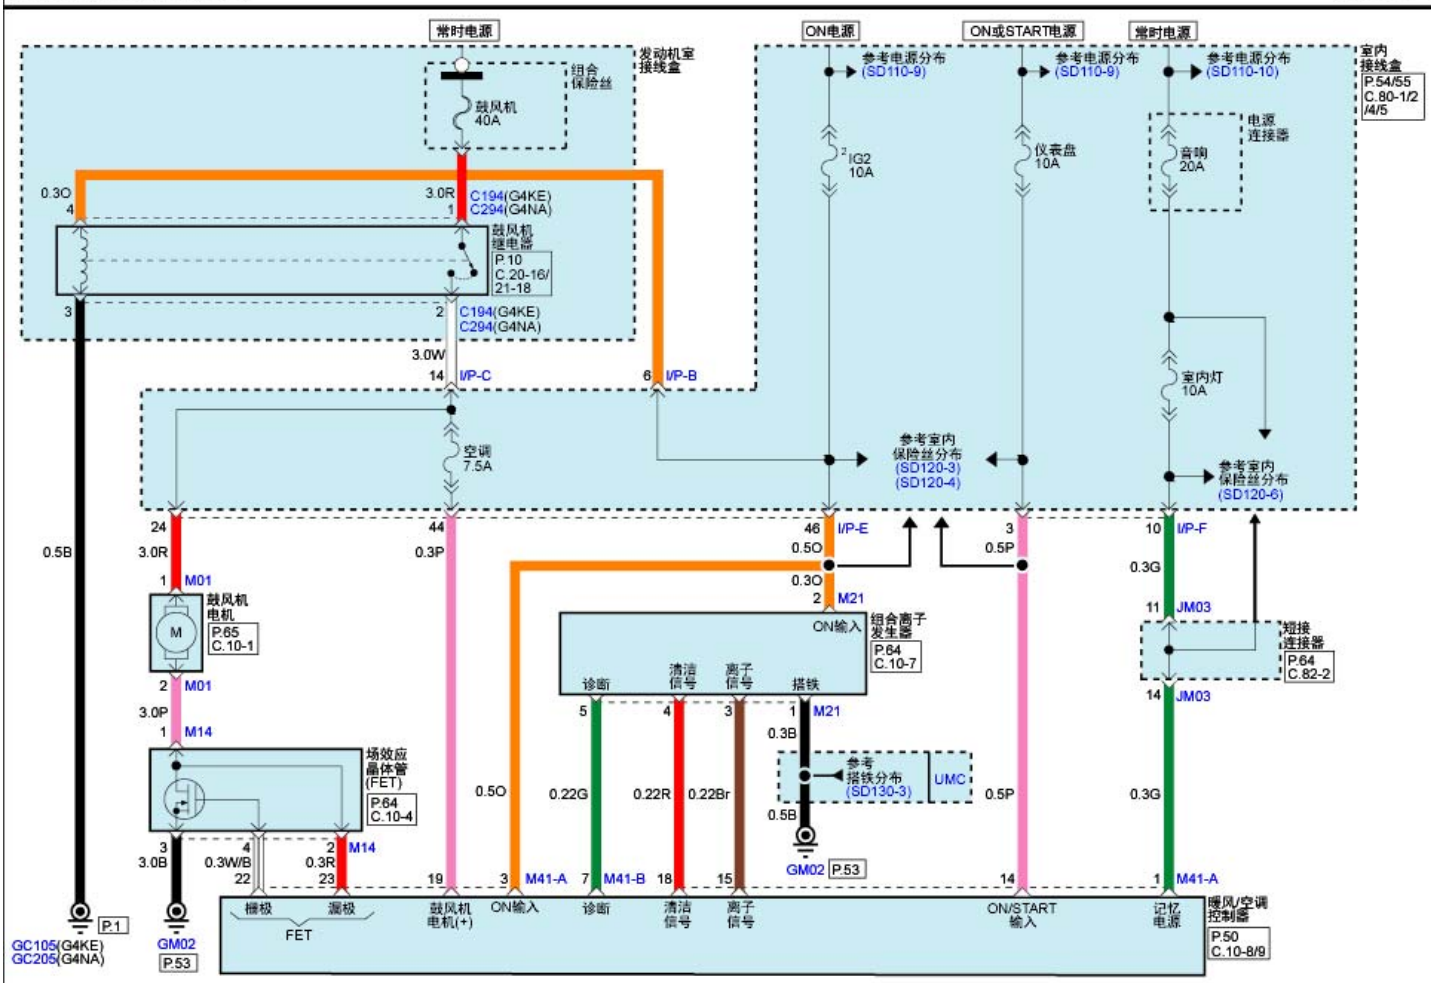 常时电源
ON电源
ON或START电源
常时电源
发动机室
接线盒
组合
保险丝
鼓风机
40A
参考电源分布
(SD110-9)
参考电源分布
(SD110-9)
参考电源分布
(SD110-10)
室内
接线盒
P.54/55
C.80-1/2
/4/5
电源
连接器
2
IG2
10A
仪表盘
10A
音响
20A
0.3O
4
3.0R
1
C194(G4KE)
C294(G4NA)
鼓风机
继电器
P.10
C.20-16/
21-18
3
2
C194(G4KE)
C294(G4NA)
3.0W
14
I/P-C
6
I/P-B
室内灯
10A
空调
7.5A
参考室内
保险丝分布
(SD120-3)
(SD120-4)
参考室内
保险丝分布
(SD120-6)
24
44
46
I/P-E
3
10
I/P-F
0.5B
3.0R
0.3P
0.5O
0.5P
0.3G
1
M01
0.3O
2
M21
11
JM03
鼓风机
电机
P.65
C.10-1
M
ON输入
组合离子
发生器
P.64
C.10-7
短接
连接器
P.64
C.82-2
诊断
清洁
信号
离子
信号
搭铁
2
M01
5
4
3
1
M21
14
JM03
3.0P
1
M14
0.3B
场效应
晶体管
(FET)
P.64
C.10-4
参考
搭铁分布
(SD130-3)
UMC
0.5O
0.22G
0.22R
0.22Br
0.5P
0.3G
0.5B
3
4
2
M14
3.0B
0.3W/B
0.3R
GM02
P.53
22
23
19
3
M41-A
7
M41-B
18
15
14
1
M41-A
栅极
漏极
FET
鼓风机
电机(+)
ON输入
诊断
清洁
信号
离子
信号
ON/START
输入
记忆
电源
暖风/空调
控制器
P.50
C.10-8/9
P.1
GC105(G4KE)
GC205(G4NA)
GM02
P.53